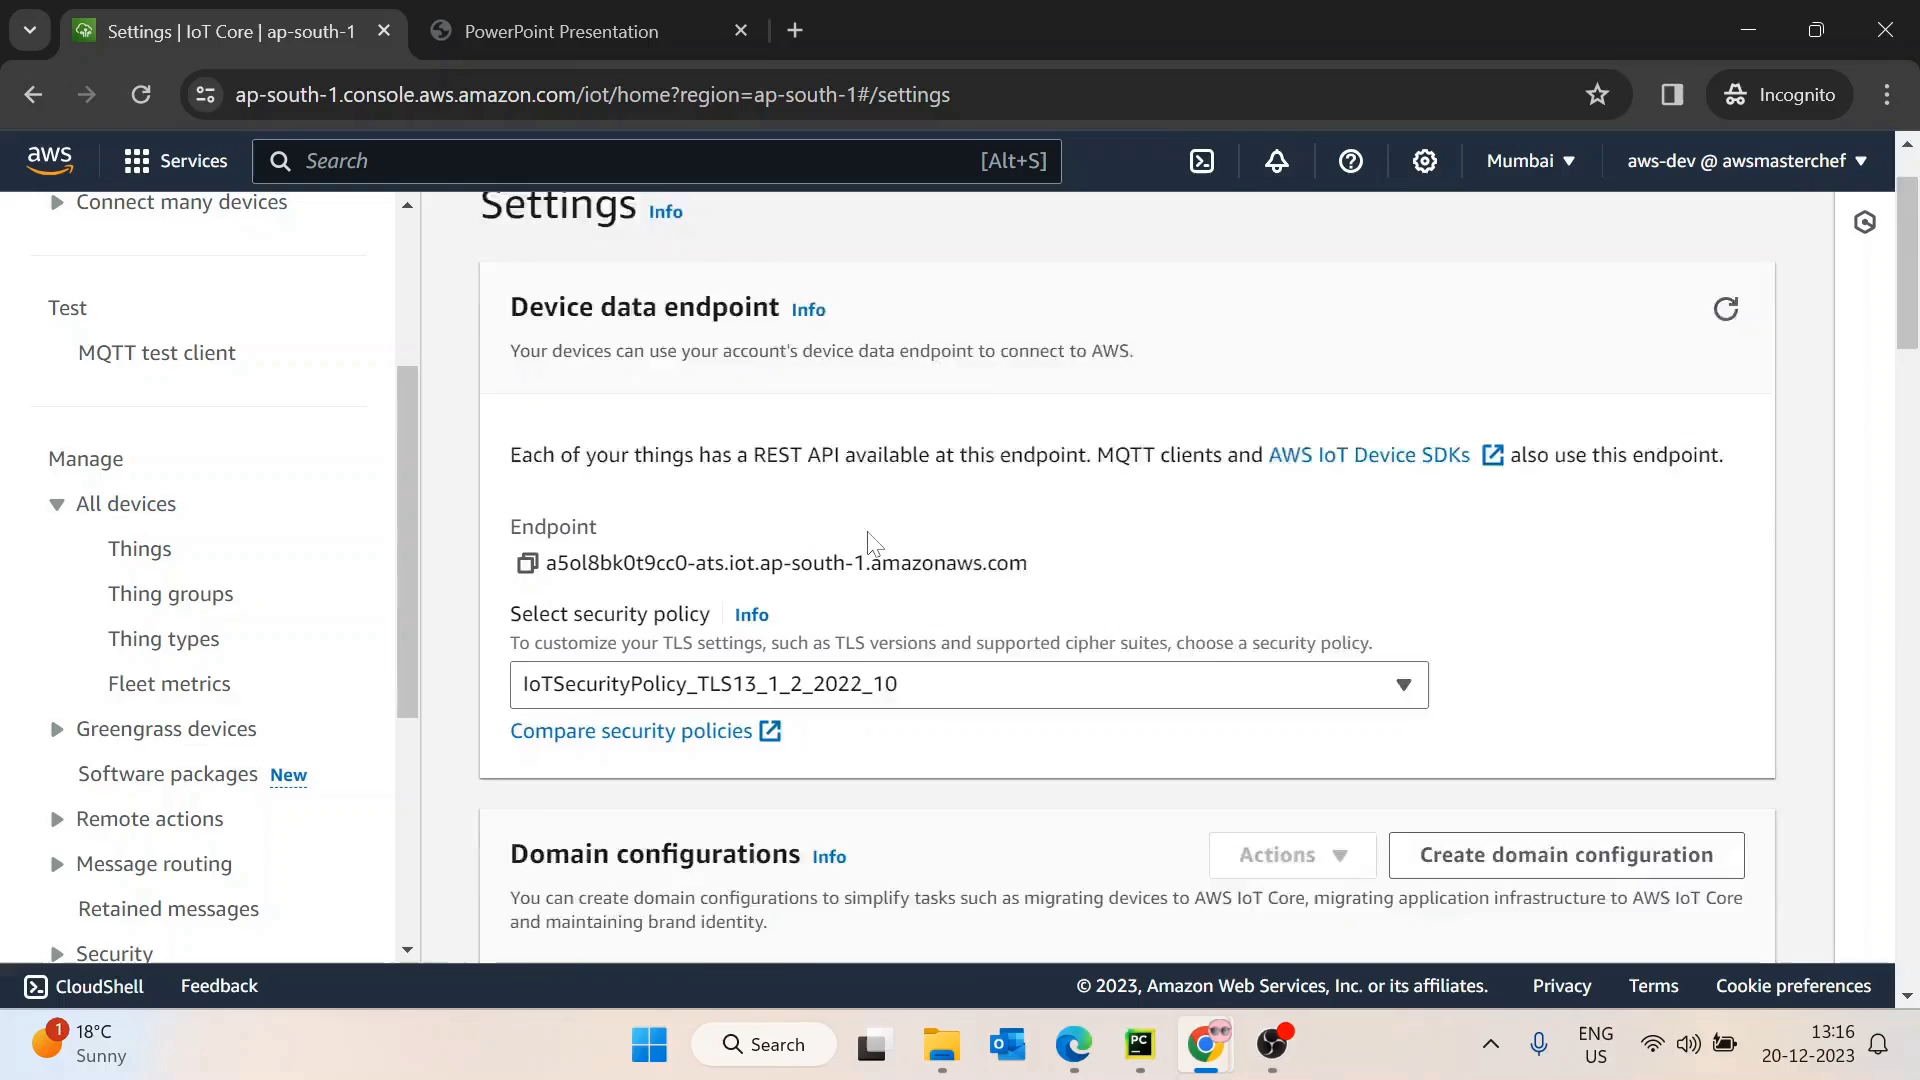 Settings | IoT Core | ap-south-1
PowerPoint Presentation
ap-south-1.console.aws.amazon.com/iot/home?region=ap-south-1#/settings
Incognito
aws
Services
Search
[Alt+S]
Mumbai
aws-dev @ awsmasterchef
Connect many devices
Test
MQTT test client
Manage
All devices
Things
Thing groups
Thing types
Fleet metrics
Greengrass devices
Software packages New
Remote actions
Message routing
Retained messages
Security
Settings Info
Device data endpoint Info
Your devices can use your account's device data endpoint to connect to AWS.
Each of your things has a REST API available at this endpoint. MQTT clients and AWS IoT Device SDKs also use this endpoint.
Endpoint
a5ol8bk0t9cc0-ats.iot.ap-south-1.amazonaws.com
Select security policy Info
To customize your TLS settings, such as TLS versions and supported cipher suites, choose a security policy.
IoTSecurityPolicy_TLS13_1_2_2022_10
Compare security policies
Domain configurations Info
Actions
Create domain configuration
You can create domain configurations to simplify tasks such as migrating devices to AWS IoT Core, migrating application infrastructure to AWS IoT Core
and maintaining brand identity.
CloudShell
Feedback
© 2023, Amazon Web Services, Inc. or its affiliates.
Privacy
Terms
Cookie preferences
1
18°C
Sunny
Search
PC
ENG
US
13:16
20-12-2023